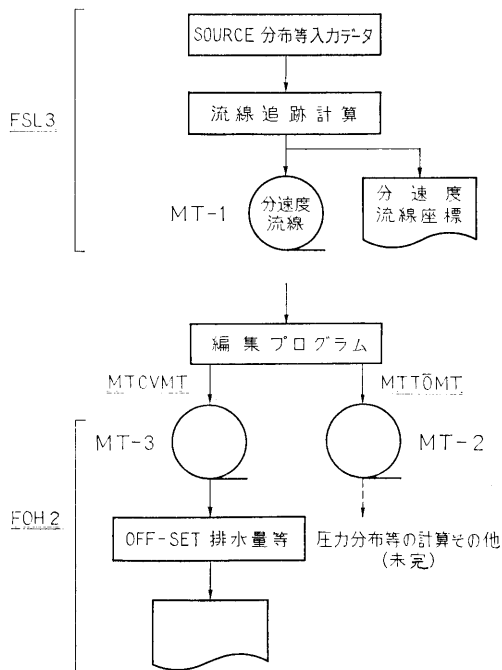 SOURCE 分布等入力データ
FSL3
流線追跡計算
MT-1
分速度
流線
分速度
流線座標
編集プログラム
MTCVMT
MTTŌMT
MT-3
MT-2
FOH2
OFF-SET 排水量等
圧力分布等の計算その他
(未完)